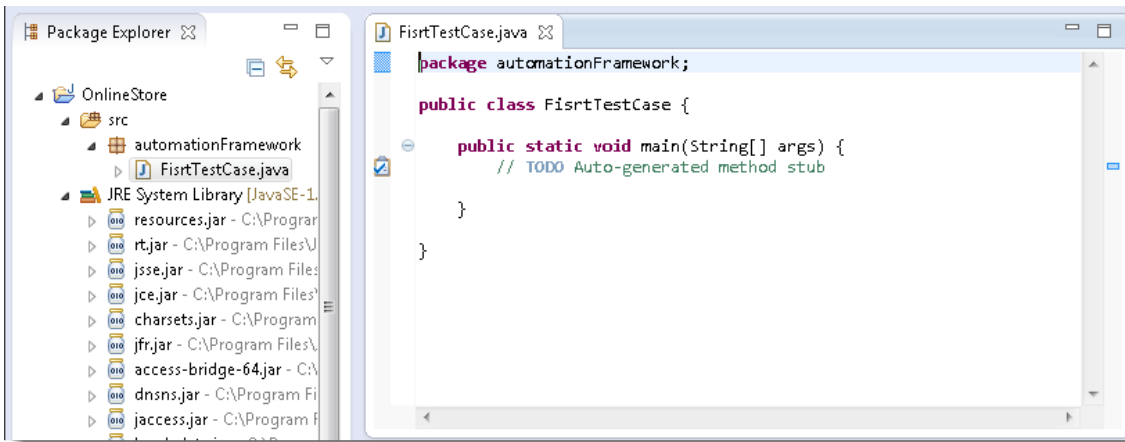 Package Explorer
OnlineStore
src
automationFramework
FisrtTestCase.java
JRE System Library [JavaSE-1.
resources.jar - C:\Prograr
rt.jar - C:\Program Files\J
jsse.jar - C:\Program Files
jce.jar - C:\Program Files'
charsets.jar - C:\Program
jfr.jar - C:\Program Files\
access-bridge-64.jar - C:\
dnsns.jar - C:\Program Fi
jaccess.jar - C:\Program F
FisrtTestCase.java
package automationFramework;
public class FisrtTestCase {
public static void main(String[] args) {
// TODO Auto-generated method stub
}
}